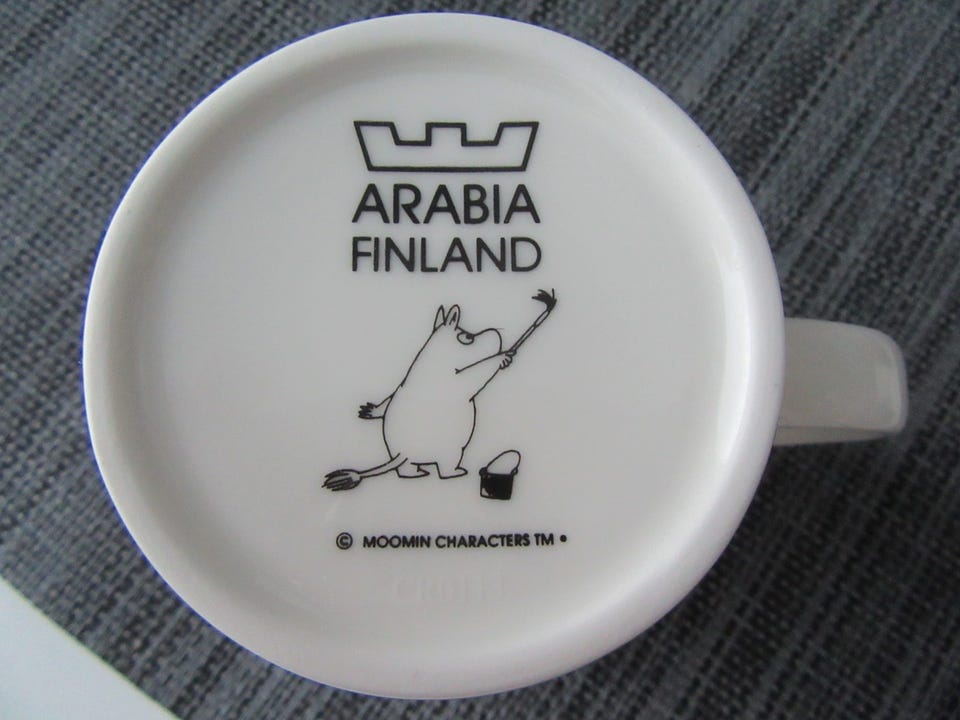 ARABIA
FINLAND
© MOOMIN CHARACTERS TM •